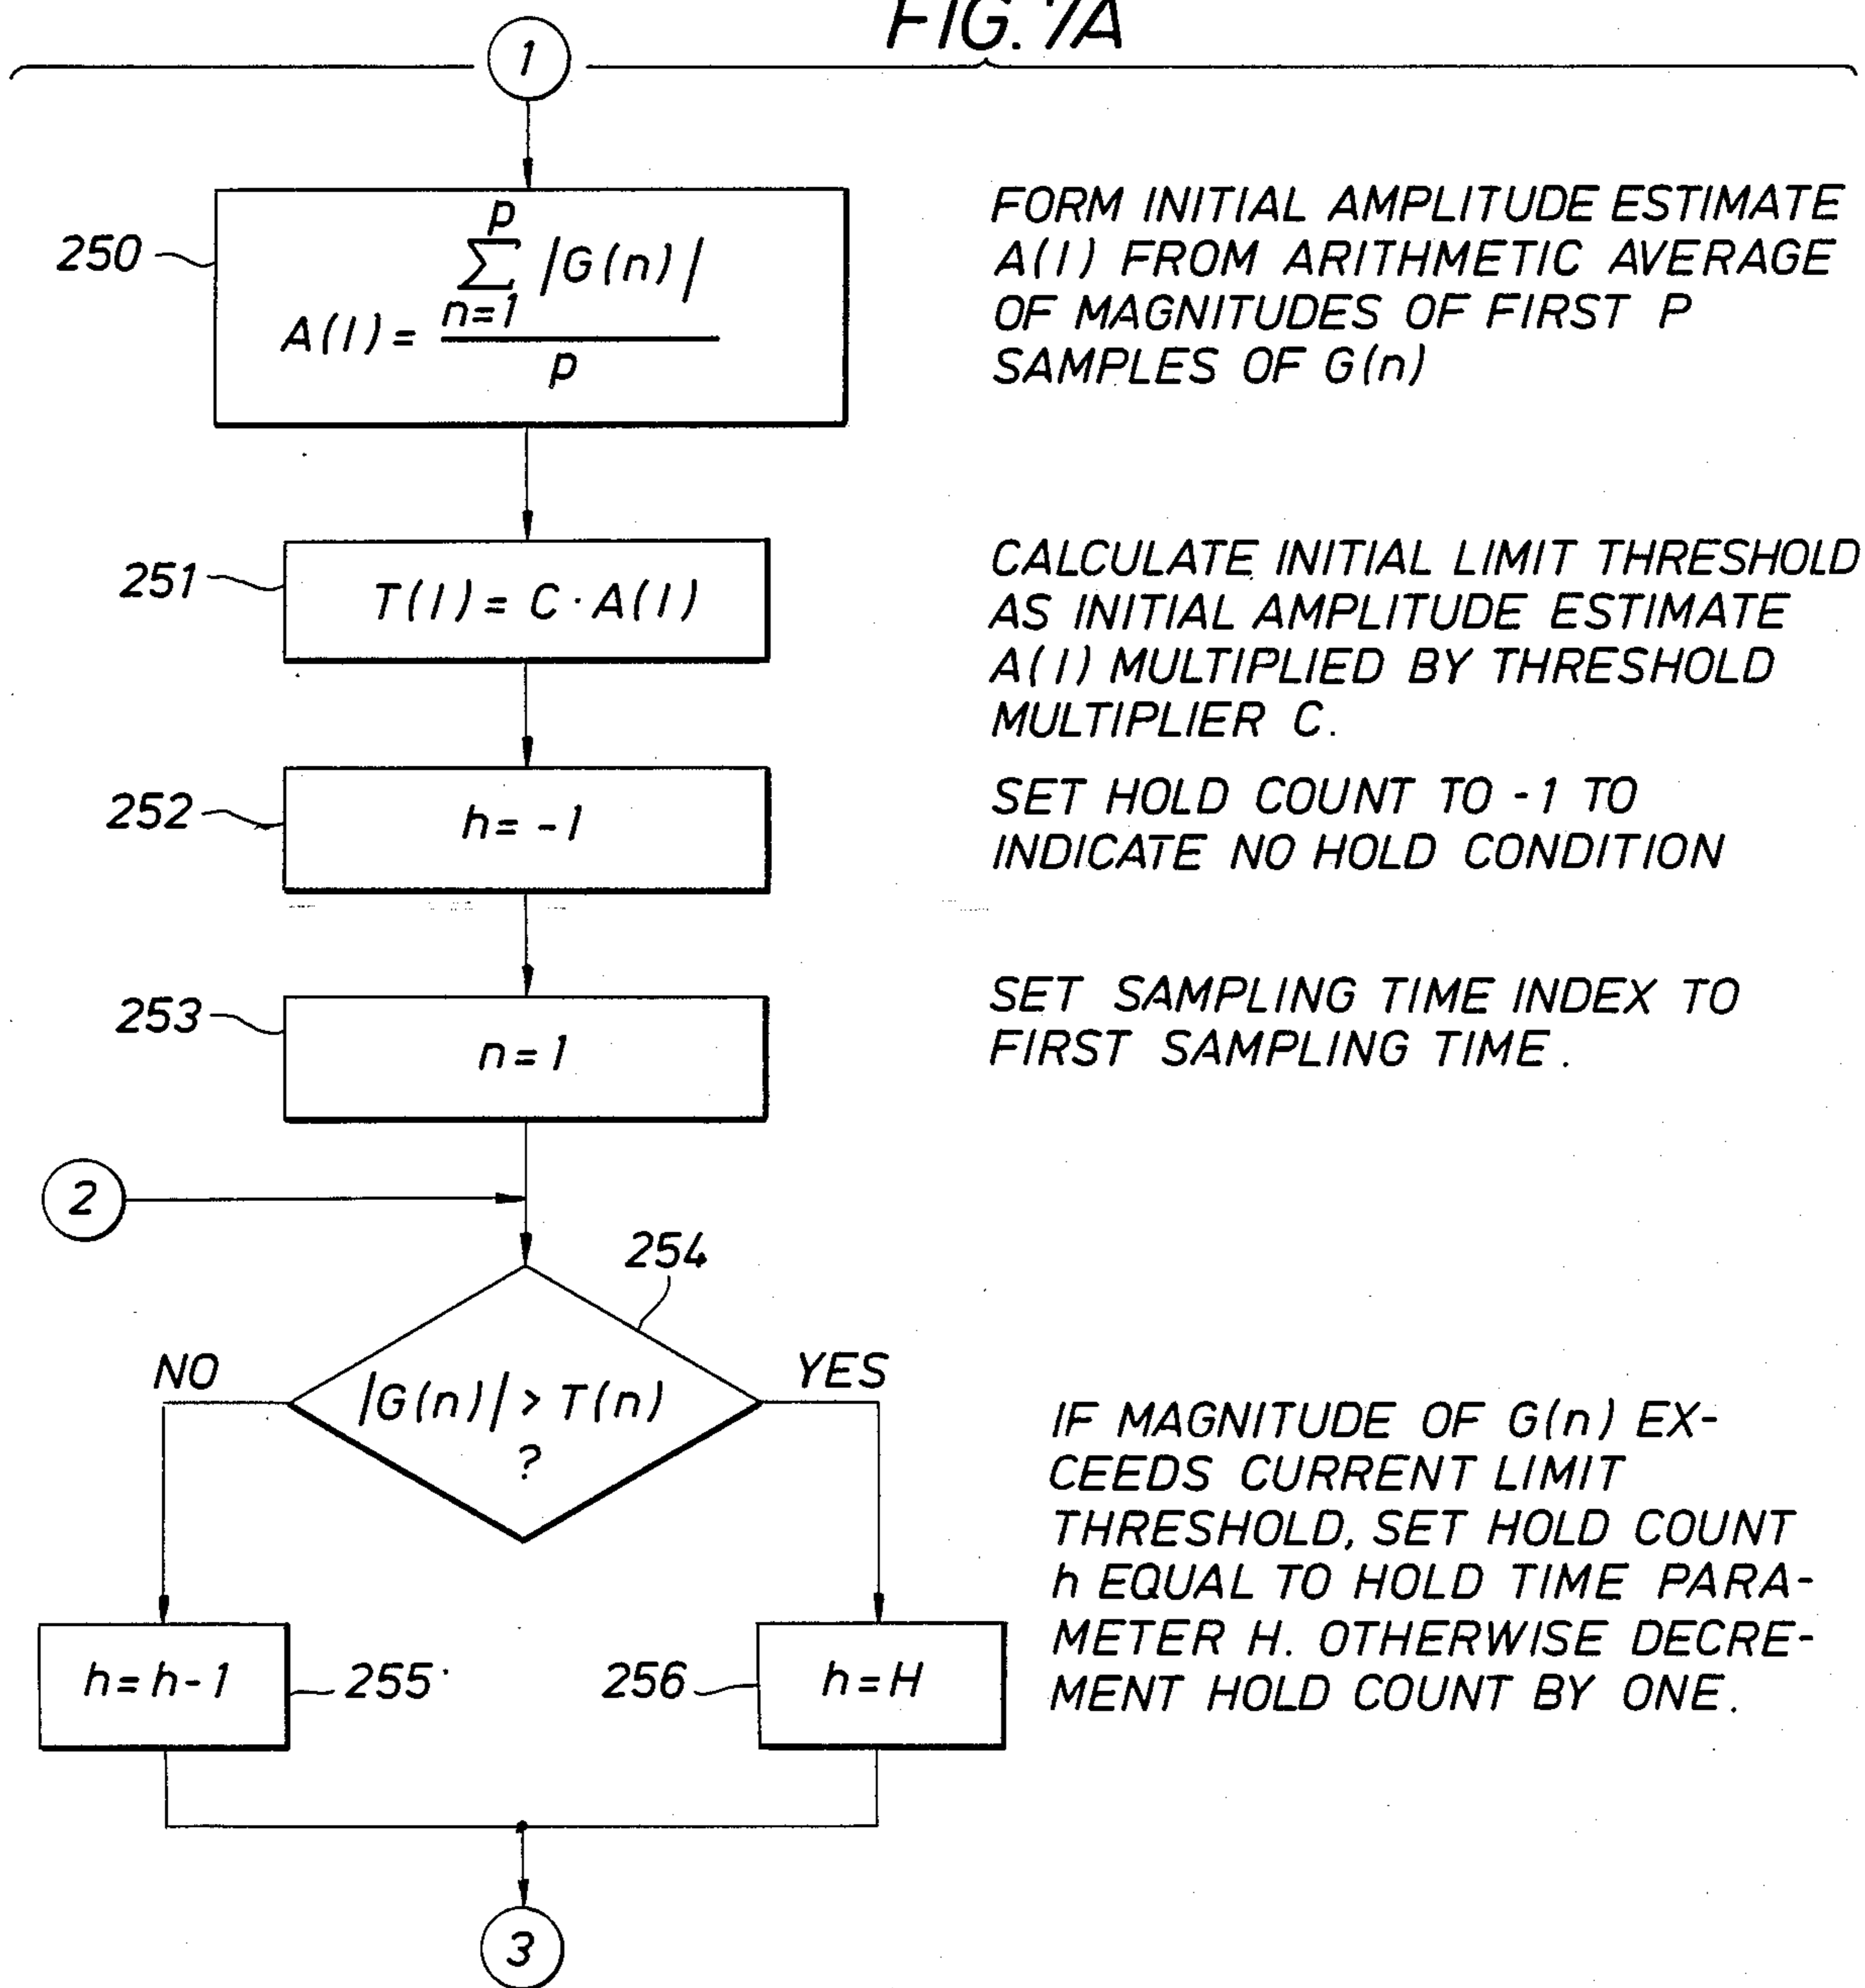 FIG. 7A
1
250
p
∑ |G(n)|
n=1
A(1) =
p
FORM INITIAL AMPLITUDE ESTIMATE
A(1) FROM ARITHMETIC AVERAGE
OF MAGNITUDES OF FIRST P
SAMPLES OF G(n)
251
T(1) = C · A(1)
CALCULATE INITIAL LIMIT THRESHOLD
AS INITIAL AMPLITUDE ESTIMATE
A(1) MULTIPLIED BY THRESHOLD
MULTIPLIER C.
252
h = -1
SET HOLD COUNT TO -1 TO
INDICATE NO HOLD CONDITION
253
n = 1
SET SAMPLING TIME INDEX TO
FIRST SAMPLING TIME.
2
254
NO
|G(n)| > T(n)
?
YES
IF MAGNITUDE OF G(n) EX-
CEEDS CURRENT LIMIT
THRESHOLD, SET HOLD COUNT
h EQUAL TO HOLD TIME PARA-
METER H. OTHERWISE DECRE-
MENT HOLD COUNT BY ONE.
h = h - 1
255
256
h = H
3